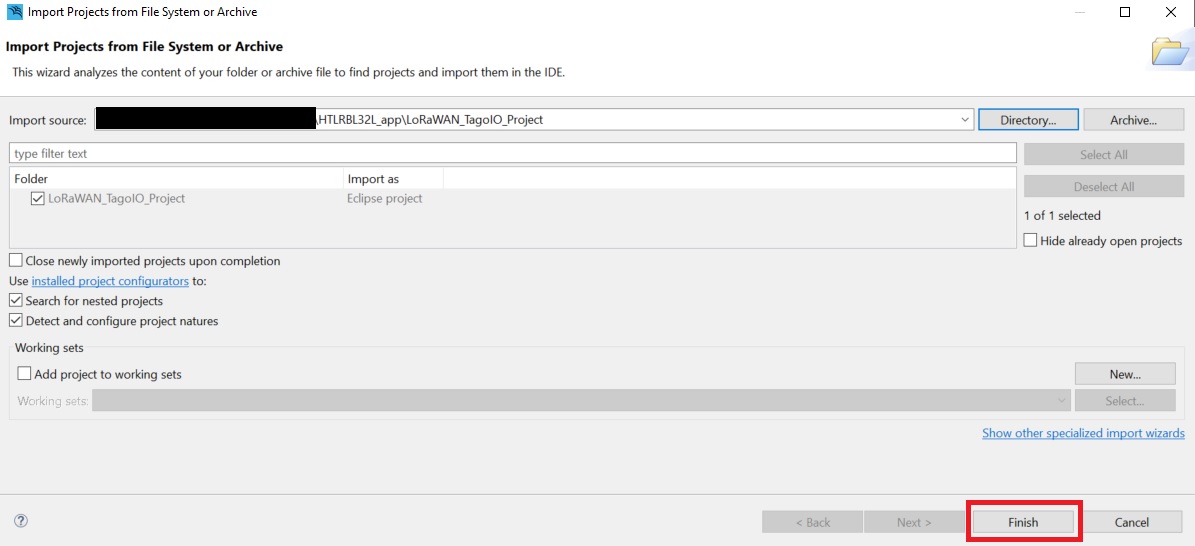 Import Projects from File System or Archive
Import Projects from File System or Archive
This wizard analyzes the content of your folder or archive file to find projects and import them in the IDE.
Import source: \HTLRBL32L_app\LoRaWAN_TagoIO_Project Directory... Archive...
type filter text Select All
Folder Import as
Deselect All
LoRaWAN_TagoIO_Project Eclipse project
1 of 1 selected
Hide already open projects
Close newly imported projects upon completion
Use installed project configurators to:
Search for nested projects
Detect and configure project natures
Working sets
Add project to working sets New...
Working sets: Select...
Show other specialized import wizards
? < Back Next > Finish Cancel